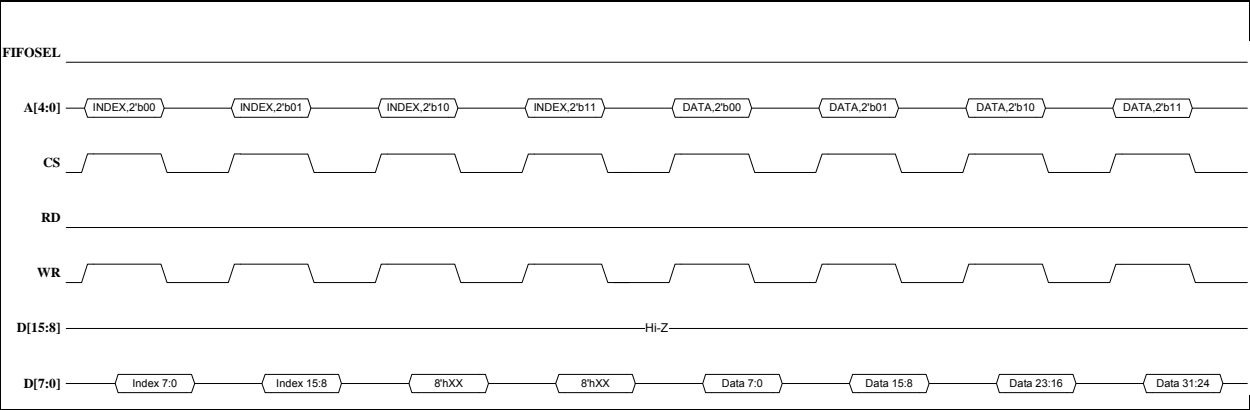 FIFOSEL
A[4:0] INDEX,2'b00 INDEX,2'b01 INDEX,2'b10 INDEX,2'b11 DATA,2'b00 DATA,2'b01 DATA,2'b10 DATA,2'b11
CS
RD
WR
D[15:8] Hi-Z
D[7:0] Index 7:0 Index 15:8 8'hXX 8'hXX Data 7:0 Data 15:8 Data 23:16 Data 31:24